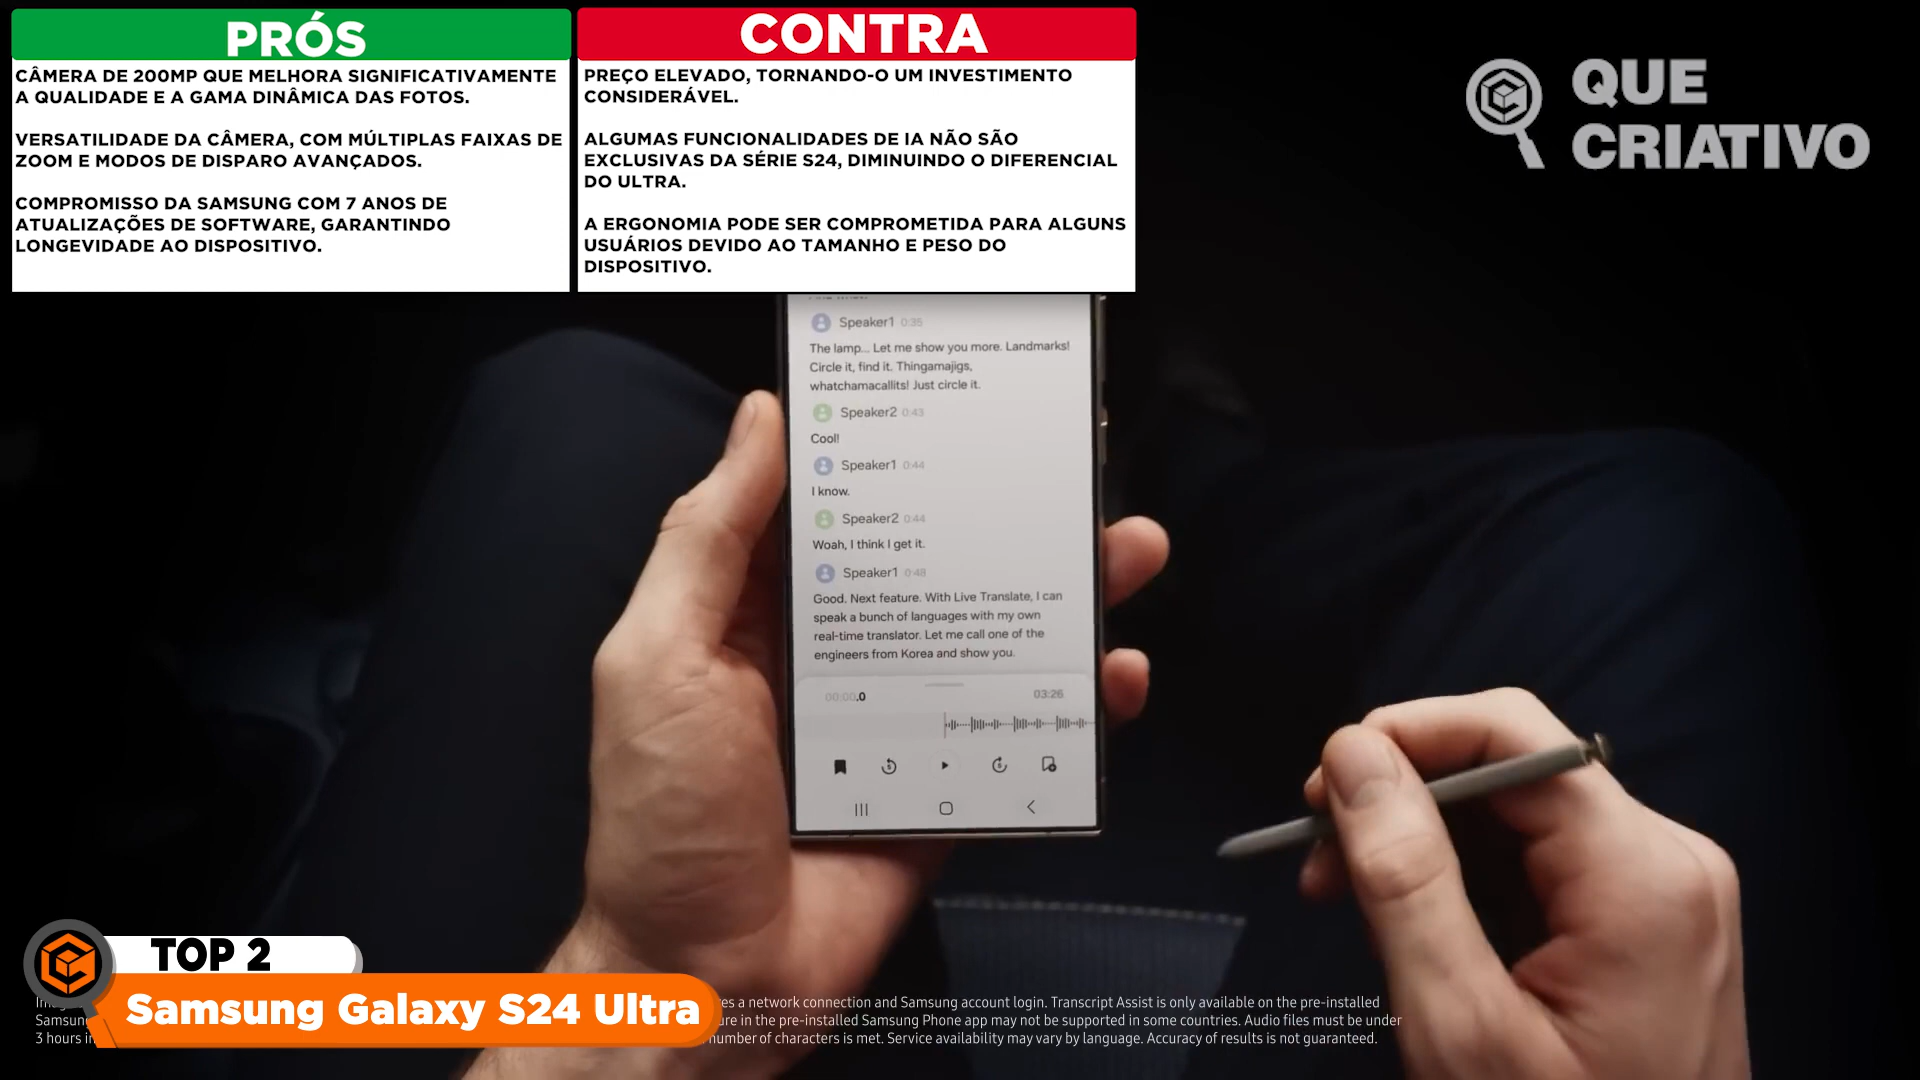 PRÓS
CÂMERA DE 200MP QUE MELHORA SIGNIFICATIVAMENTE
A QUALIDADE E A GAMA DINÂMICA DAS FOTOS.
VERSATILIDADE DA CÂMERA, COM MÚLTIPLAS FAIXAS DE
ZOOM E MODOS DE DISPARO AVANÇADOS.
COMPROMISSO DA SAMSUNG COM 7 ANOS DE
ATUALIZAÇÕES DE SOFTWARE, GARANTINDO
LONGEVIDADE AO DISPOSITIVO.
CONTRA
PREÇO ELEVADO, TORNANDO-O UM INVESTIMENTO
CONSIDERÁVEL.
ALGUMAS FUNCIONALIDADES DE IA NÃO SÃO
EXCLUSIVAS DA SÉRIE S24, DIMINUINDO O DIFERENCIAL
DO ULTRA.
A ERGONOMIA PODE SER COMPROMETIDA PARA ALGUNS
USUÁRIOS DEVIDO AO TAMANHO E PESO DO
DISPOSITIVO.
QUE
CRIATIVO
Speaker1 0:35
The lamp... Let me show you more. Landmarks!
Circle it, find it. Thingamajigs,
whatchamacallits! Just circle it.
Speaker2 0:43
Cool!
Speaker1 0:44
I know.
Speaker2 0:44
Woah, I think I get it.
Speaker1 0:48
Good. Next feature. With Live Translate, I can
speak a bunch of languages with my own
real-time translator. Let me call one of the
engineers from Korea and show you.
00:00.0 03:26
TOP 2
Samsung Galaxy S24 Ultra
a network connection and Samsung account login. Transcript Assist is only available on the pre-installed
Samsung in the pre-installed Samsung Phone app may not be supported in some countries. Audio files must be under
3 hours number of characters is met. Service availability may vary by language. Accuracy of results is not guaranteed.